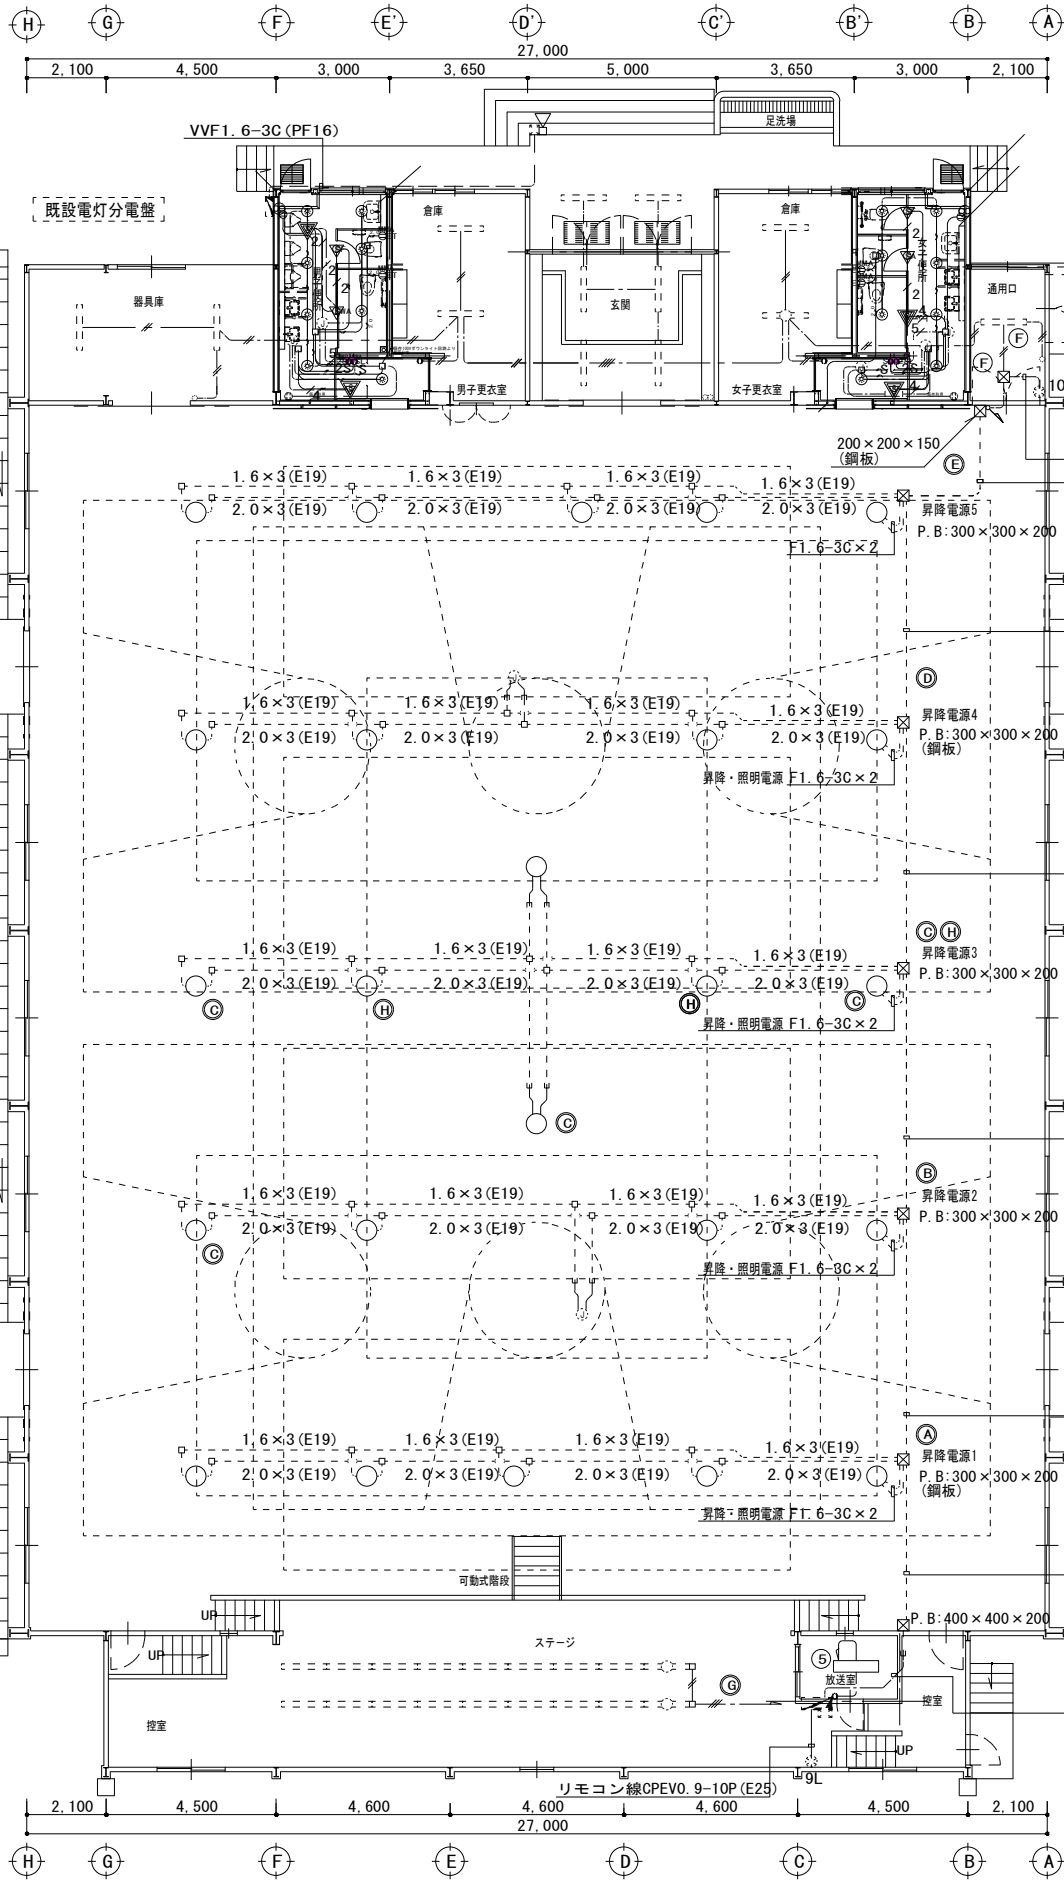 H G F E' D' C' B' B A
27,000
2,100 4,500 3,000 3,650 5,000 3,650 3,000 2,100
足洗場
VVF1.6-3C(PF16)
既設電灯分電盤
倉庫
倉庫
器具庫
男子便所
玄関
女子便所
通用口
2
2
2
2
4
5
4
4
F
F
男子更衣室
女子更衣室
10
200×200×150
(鋼板)
E
1.6×3(E19) 1.6×3(E19) 1.6×3(E19) 1.6×3(E19)
2.0×3(E19) 2.0×3(E19) 2.0×3(E19) 2.0×3(E19)
昇降電源5
P.B:300×300×200
F1.6-3C×2
D
1.6×3(E19) 1.6×3(E19) 1.6×3(E19) 1.6×3(E19)
2.0×3(E19) 2.0×3(E19) 2.0×3(E19) 2.0×3(E19)
昇降電源4
P.B:300×300×200
(鋼板)
昇降・照明電源 F1.6-3C×2
C H
1.6×3(E19) 1.6×3(E19) 1.6×3(E19) 1.6×3(E19)
2.0×3(E19) 2.0×3(E19) 2.0×3(E19) 2.0×3(E19)
昇降電源3
P.B:300×300×200
C H H C
昇降・照明電源 F1.6-3C×2
C
B
1.6×3(E19) 1.6×3(E19) 1.6×3(E19) 1.6×3(E19)
2.0×3(E19) 2.0×3(E19) 2.0×3(E19) 2.0×3(E19)
昇降電源2
P.B:300×300×200
C
昇降・照明電源 F1.6-3C×2
A
1.6×3(E19) 1.6×3(E19) 1.6×3(E19) 1.6×3(E19)
2.0×3(E19) 2.0×3(E19) 2.0×3(E19) 2.0×3(E19)
昇降電源1
P.B:300×300×200
(鋼板)
昇降・照明電源 F1.6-3C×2
可動式階段
UP
P.B:400×400×200
ステージ
UP
5
放送室
G
控室
控室
UP
9L
リモコン線CPEV0.9-10P(E25)
2,100 4,500 4,600 4,600 4,600 4,500 2,100
27,000
H G F E D C B A